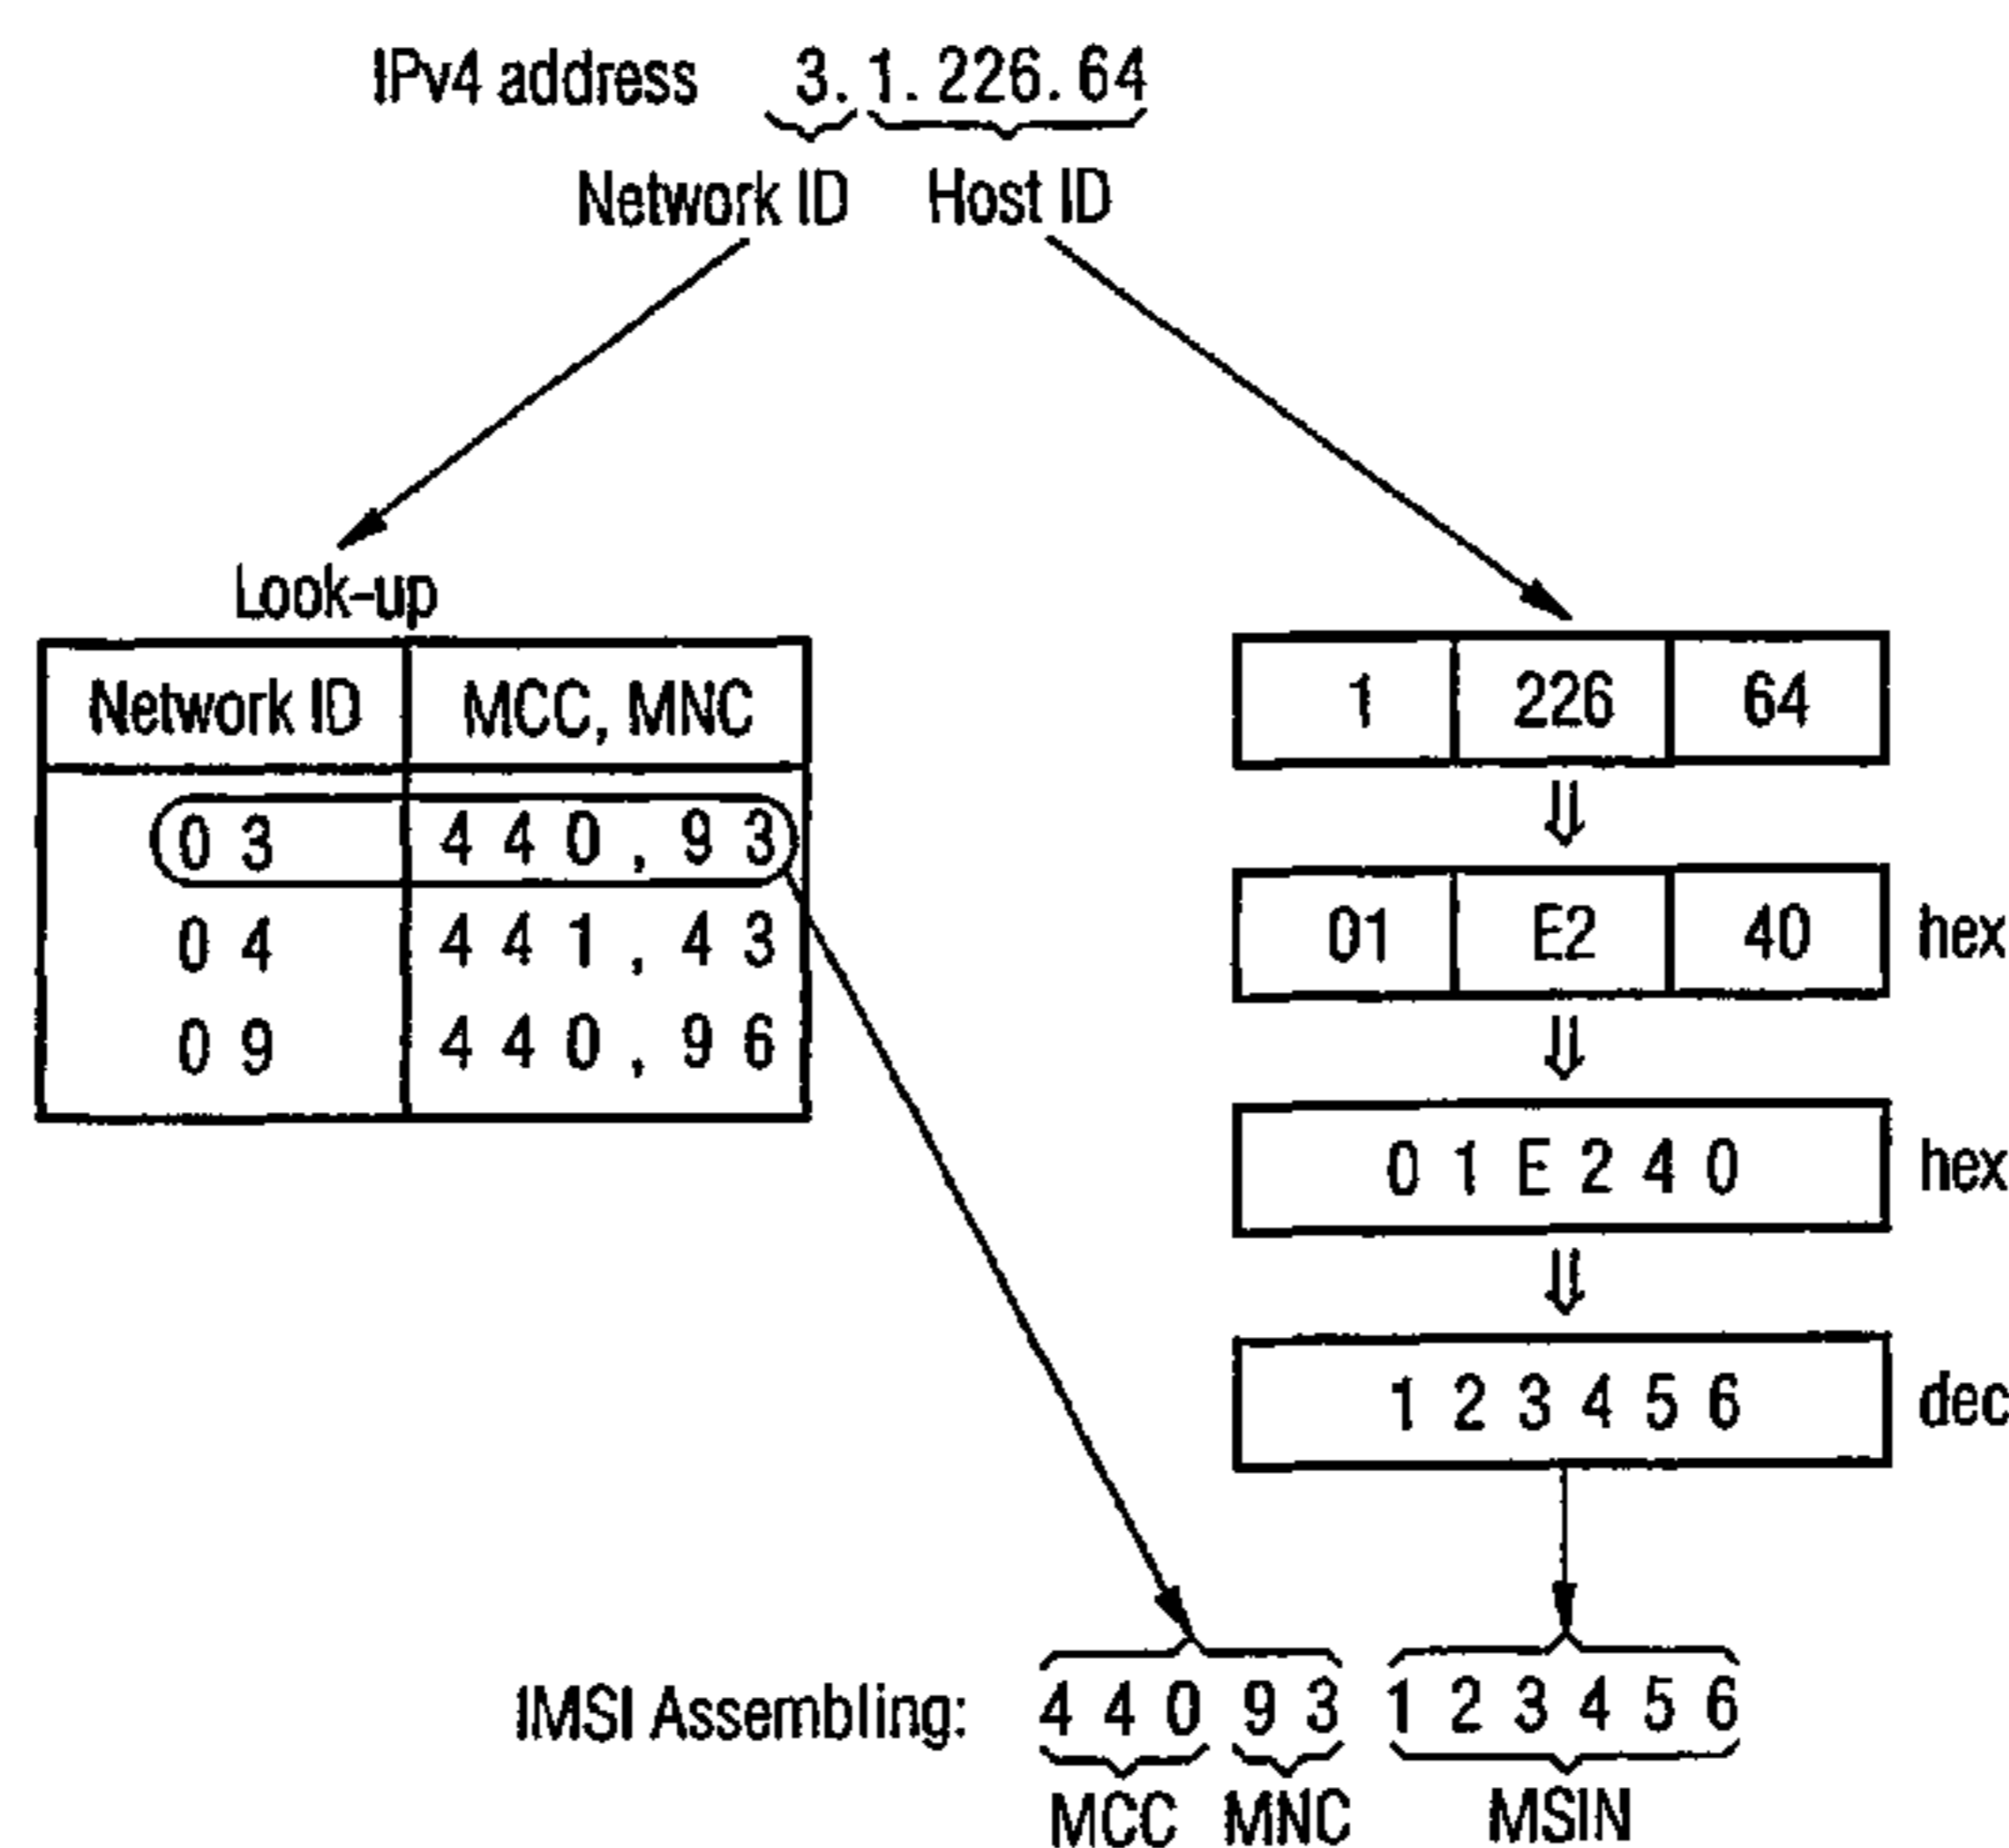 IPv4 address 3.1.226.64
Network ID Host ID
Look-up
Network ID MCC, MNC
0 3 4 4 0 , 9 3
0 4 4 4 1 , 4 3
0 9 4 4 0 , 9 6
1 226 64
01 E2 40 hex
0 1 E 2 4 0 hex
1 2 3 4 5 6 dec
IMSI Assembling: 4 4 0 9 3 1 2 3 4 5 6
MCC MNC MSIN